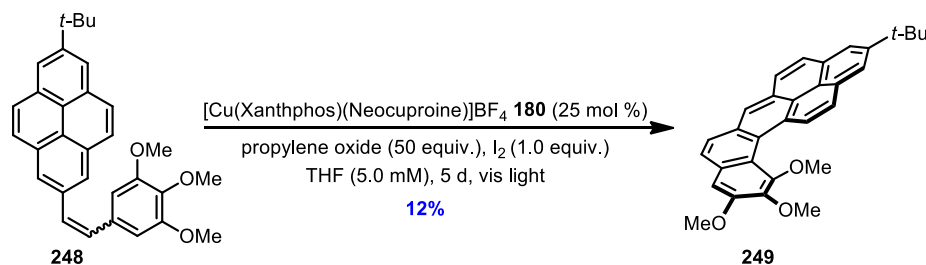 t-Bu
OMe
OMe
OMe
248
[Cu(Xanthphos)(Neocuproine)]BF4 180 (25 mol %)
propylene oxide (50 equiv.), I2 (1.0 equiv.)
THF (5.0 mM), 5 d, vis light
12%
t-Bu
OMe
MeO
OMe
249